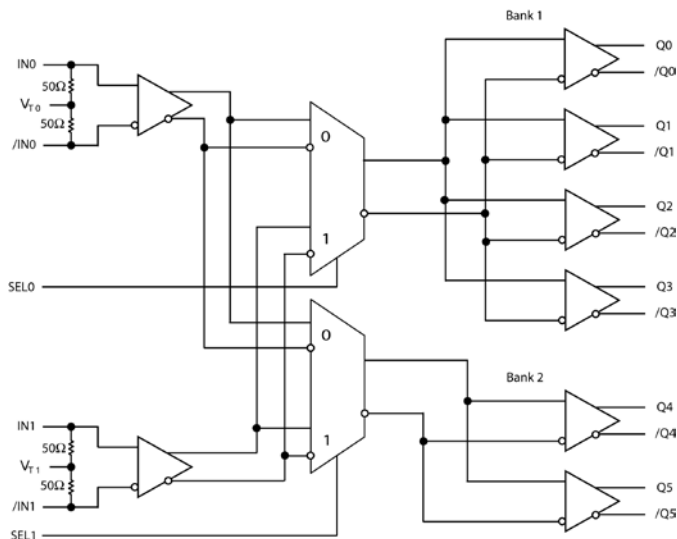 Bank 1
IN0
50Ω
VT0
50Ω
/IN0
0
1
SEL0
Q0
/Q0
Q1
/Q1
Q2
/Q2
Q3
/Q3
0
1
Bank 2
IN1
50Ω
VT1
50Ω
/IN1
SEL1
Q4
/Q4
Q5
/Q5